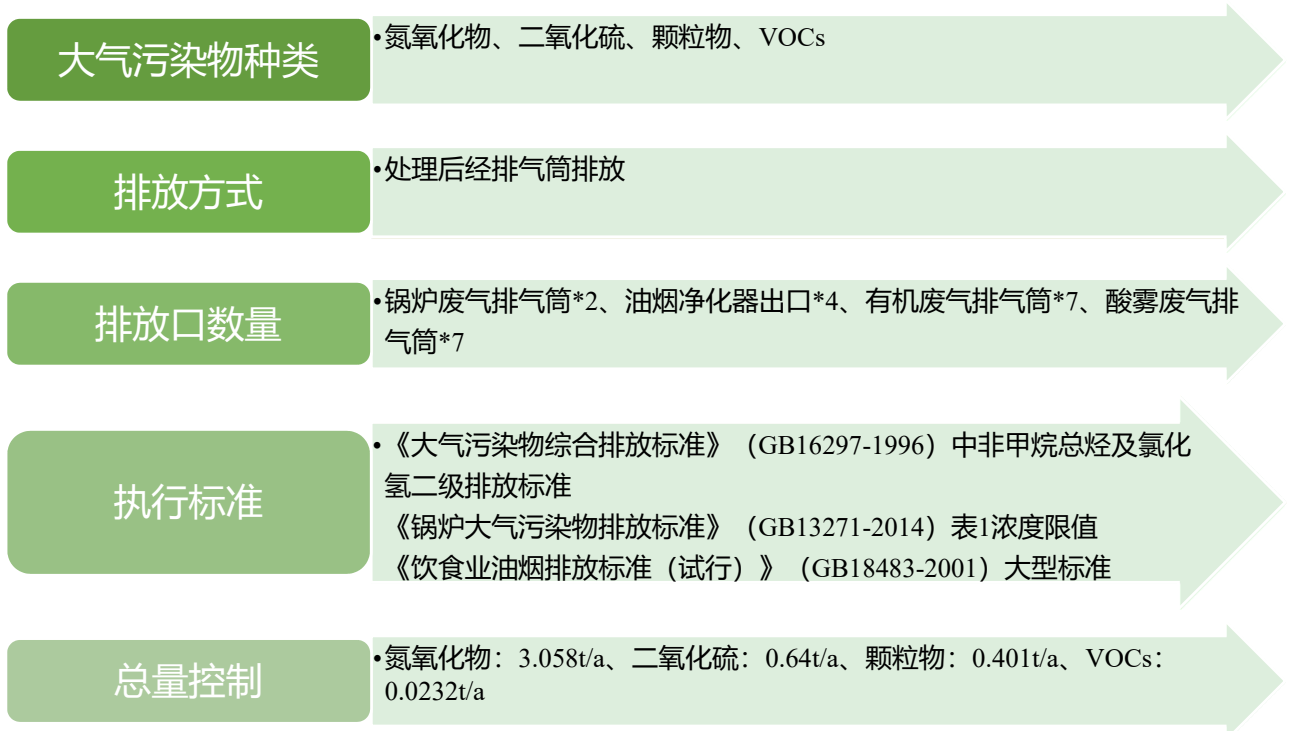 大气污染物种类
•氮氧化物、二氧化硫、颗粒物、VOCs
排放方式
•处理后经排气筒排放
排放口数量
•锅炉废气排气筒*2、油烟净化器出口*4、有机废气排气筒*7、酸雾废气排
气筒*7
执行标准
•《大气污染物综合排放标准》（GB16297-1996）中非甲烷总烃及氯化
氢二级排放标准
《锅炉大气污染物排放标准》（GB13271-2014）表1浓度限值
《饮食业油烟排放标准（试行）》（GB18483-2001）大型标准
总量控制
•氮氧化物：3.058t/a、二氧化硫：0.64t/a、颗粒物：0.401t/a、VOCs：
0.0232t/a